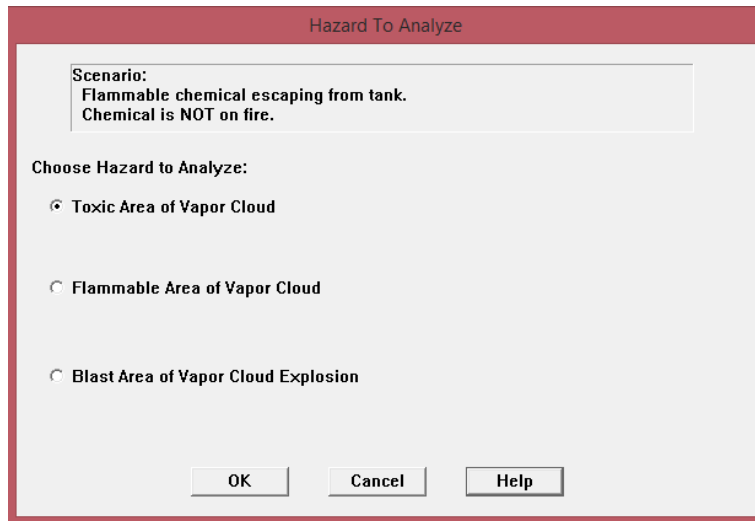 Hazard To Analyze
Scenario:
Flammable chemical escaping from tank.
Chemical is NOT on fire.
Choose Hazard to Analyze:
Toxic Area of Vapor Cloud
Flammable Area of Vapor Cloud
Blast Area of Vapor Cloud Explosion
OK Cancel Help